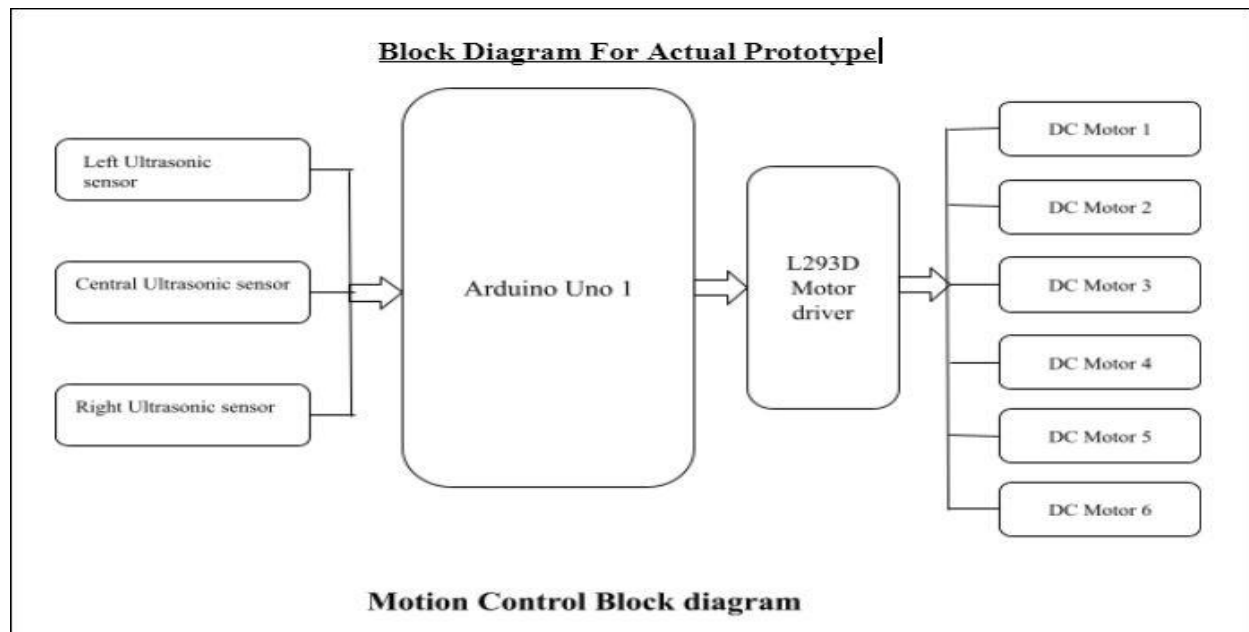 Block Diagram For Actual Prototype
Left Ultrasonic
sensor
Central Ultrasonic sensor
Right Ultrasonic sensor
Arduino Uno 1
L293D
Motor
driver
DC Motor 1
DC Motor 2
DC Motor 3
DC Motor 4
DC Motor 5
DC Motor 6
Motion Control Block diagram